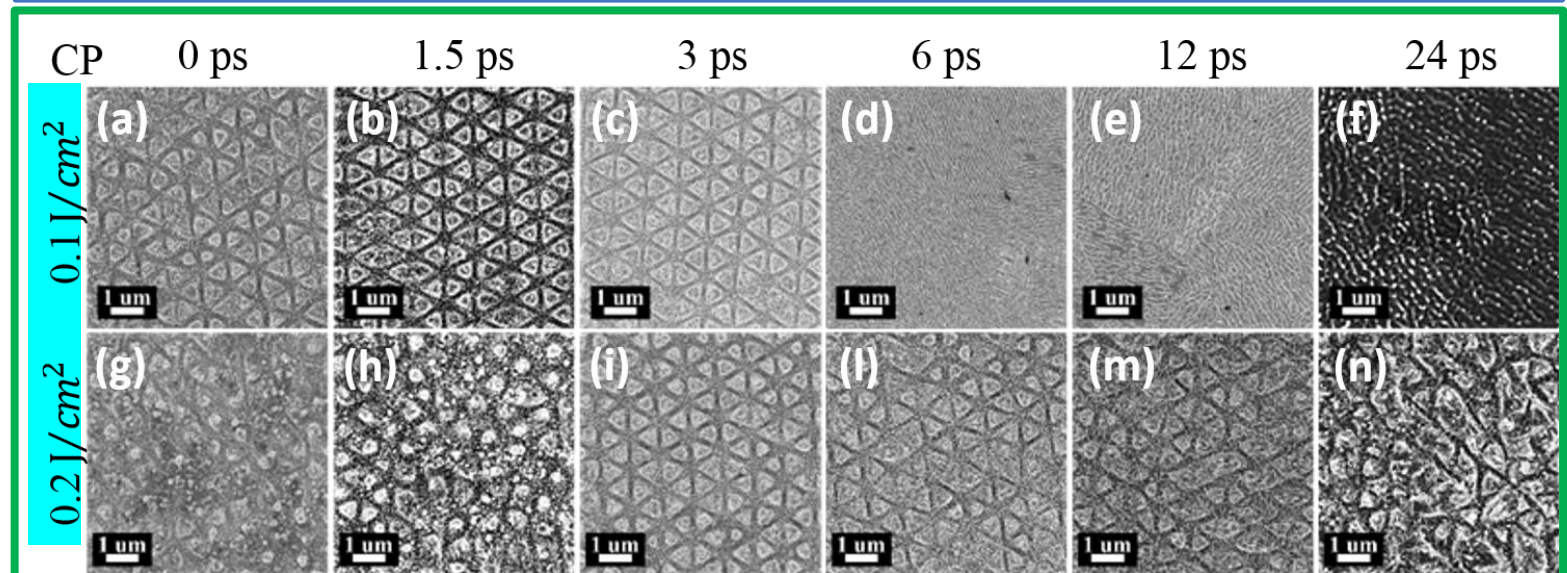 CP 0 ps 1.5 ps 3 ps 6 ps 12 ps 24 ps
0.1 J/cm²
(a) (b) (c) (d) (e) (f)
1 um 1 um 1 um 1 um 1 um 1 um
0.2 J/cm²
(g) (h) (i) (l) (m) (n)
1 um 1 um 1 um 1 um 1 um 1 um